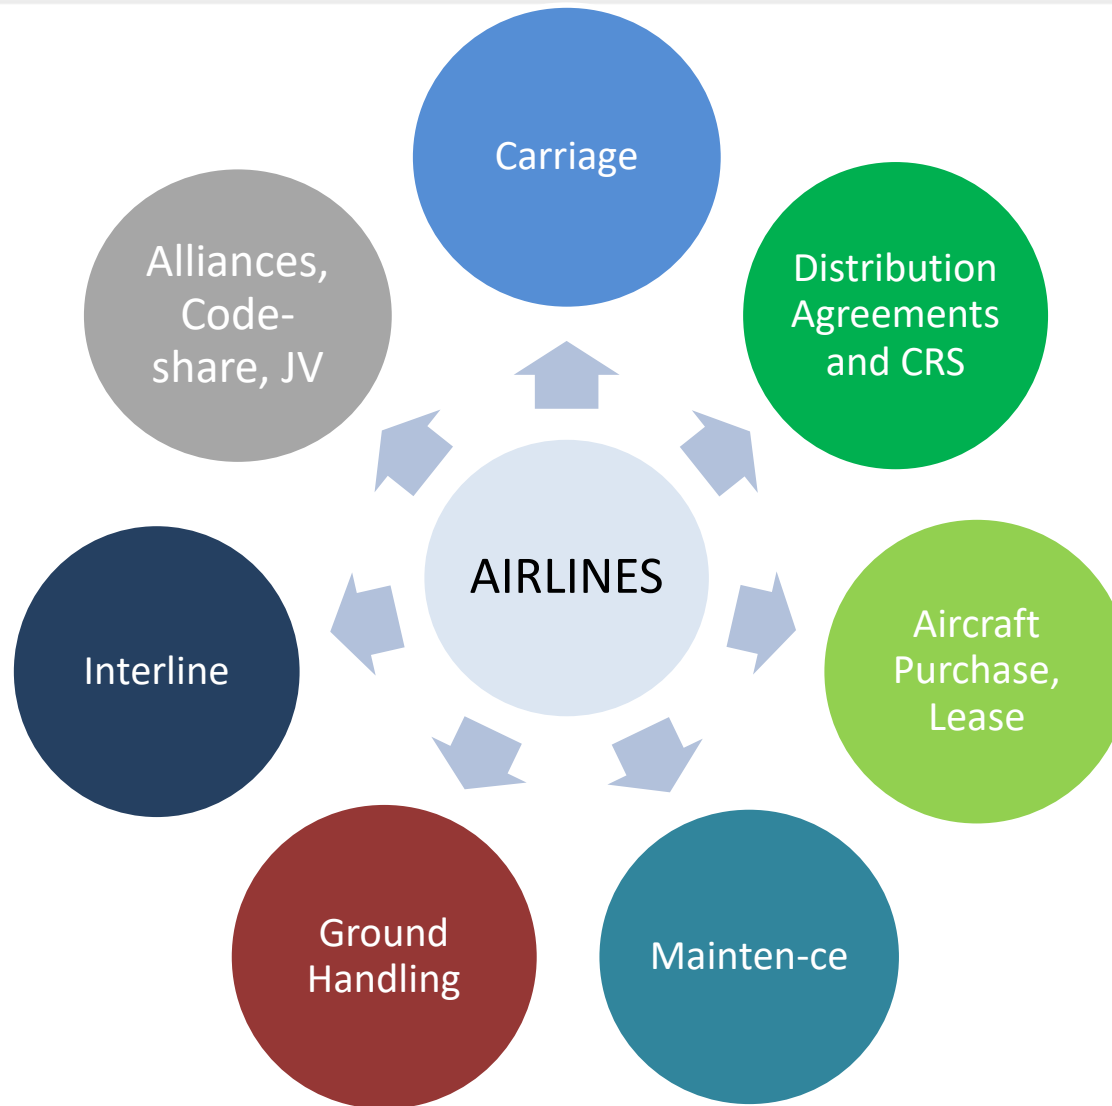 Carriage
Distribution
Agreements
and CRS
Aircraft
Purchase,
Lease
Mainten-ce
Ground
Handling
Interline
Alliances,
Code-
share, JV
AIRLINES